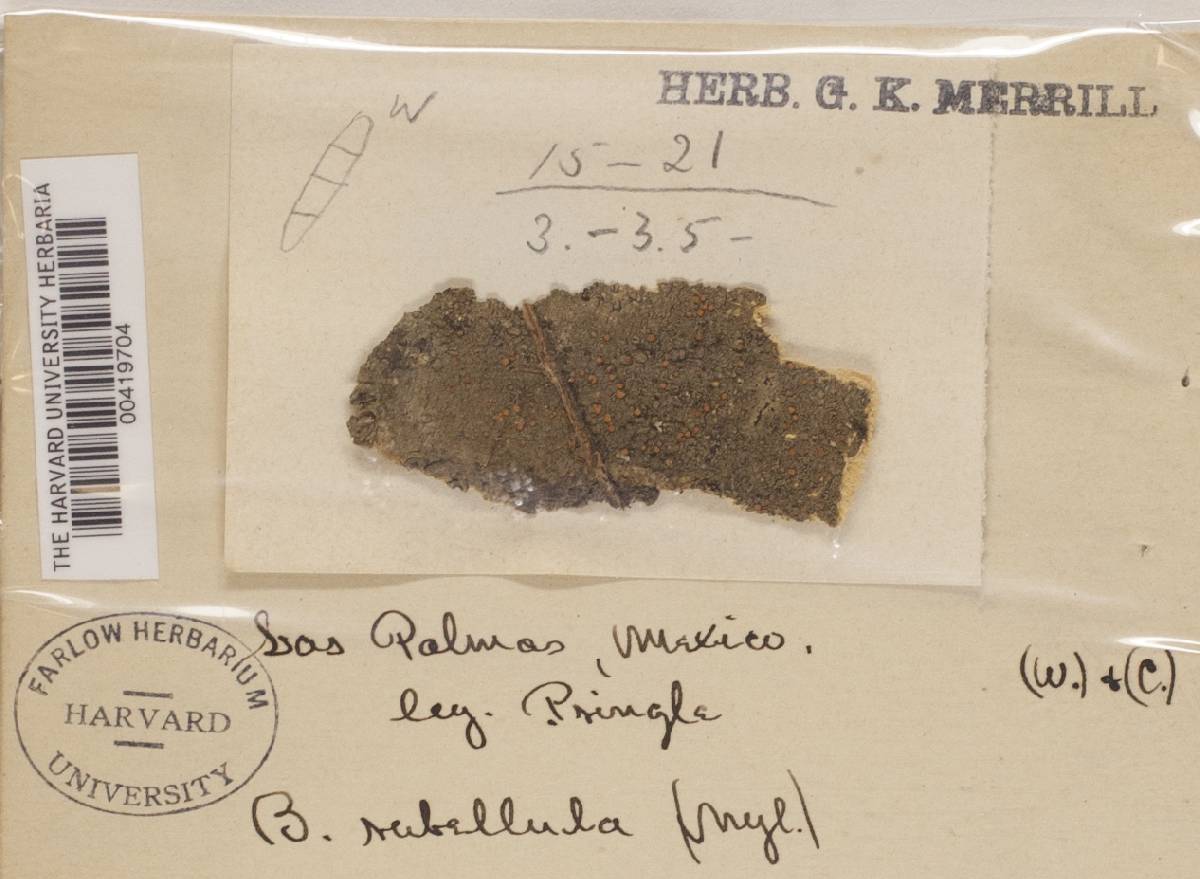 HERB. G. K. MERRILL
W
15 – 21
3. – 3.5 –
THE HARVARD UNIVERSITY HERBARIA
00419704
Las Palmas, Mexico.
leg. Pringle
(W.) + (C.)
B. rubellula (Nyl.)
FARLOW HERBARIUM
HARVARD
UNIVERSITY